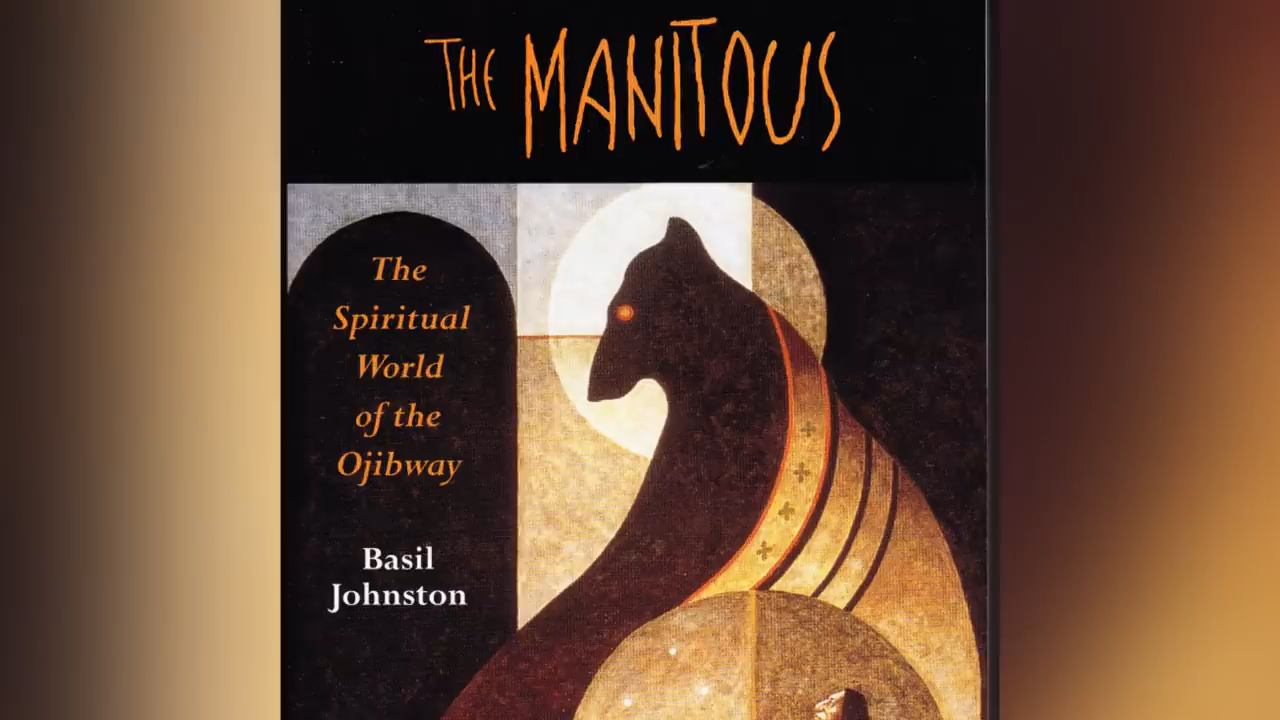 THE MANITOUS
The
Spiritual
World
of the
Ojibway
Basil
Johnston